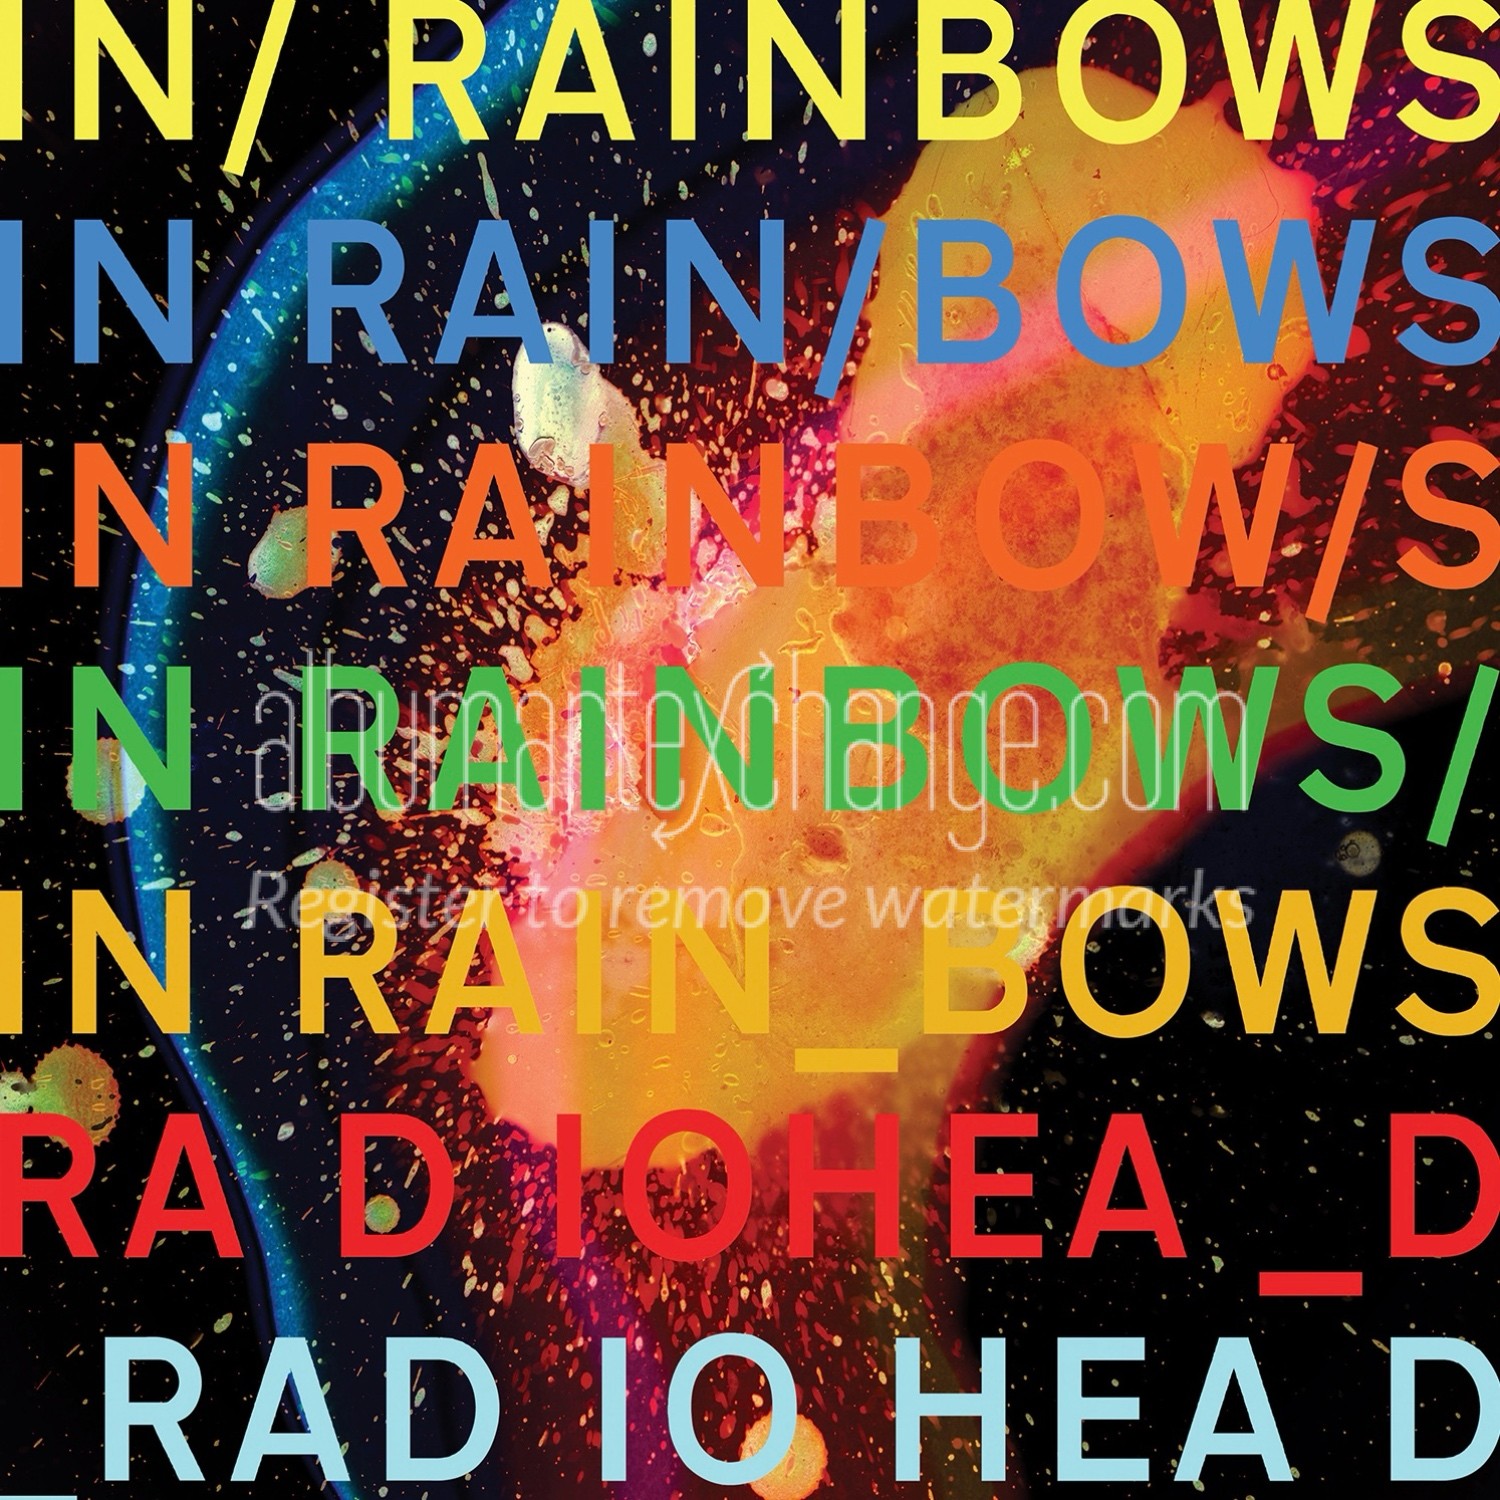 IN/ RAINBOWS
IN RAIN/BOWS
IN RAINBOW/S
IN RAINBOWS/
albumartexchange.com
Register to remove watermarks
IN RAIN_BOWS
RA D IOHEA_D
_RAD IO HEA D